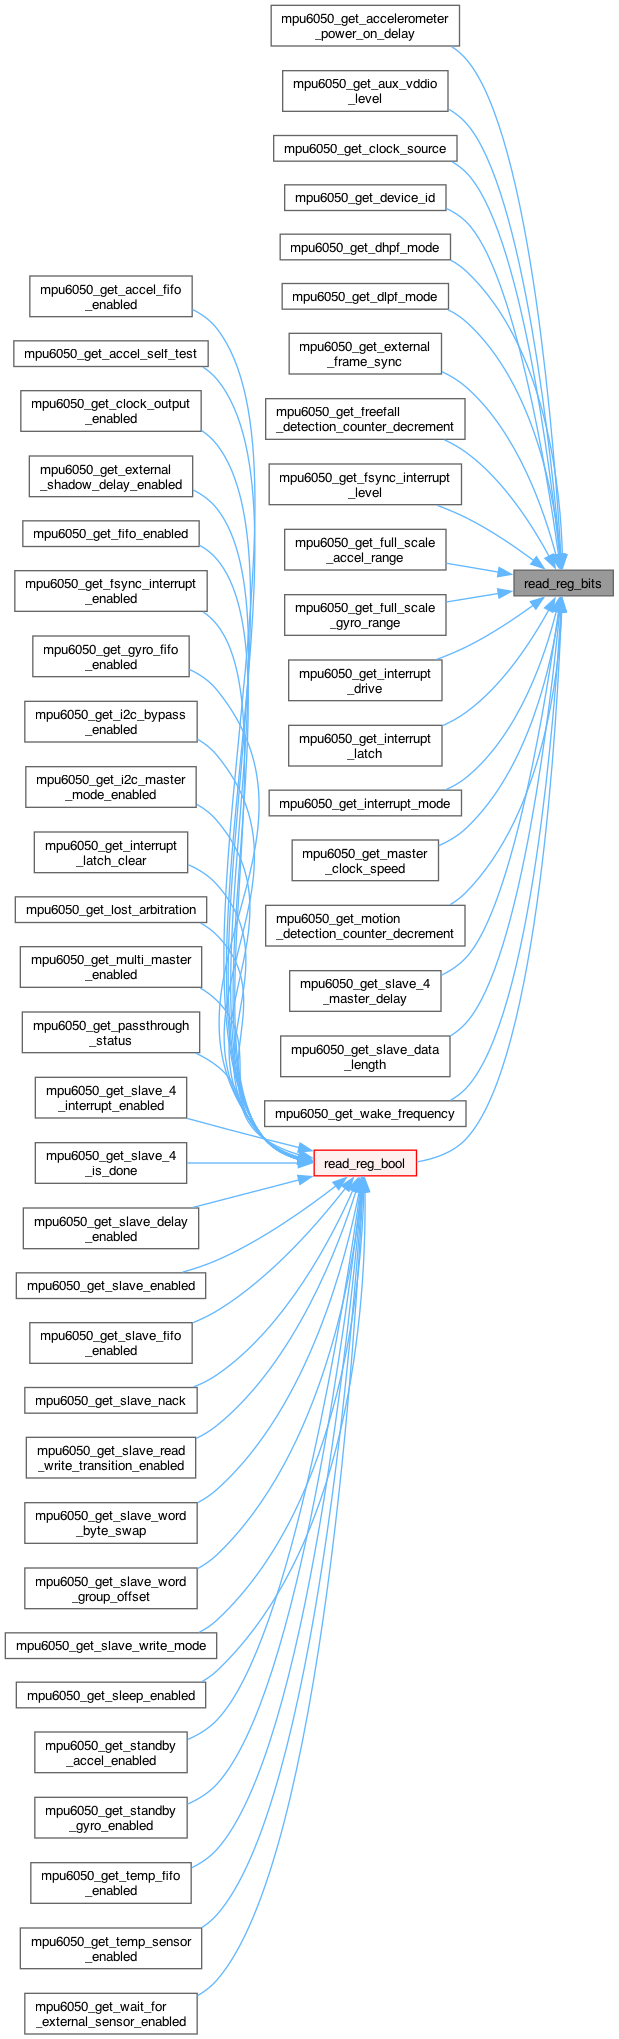 mpu6050_get_accelerometer
_power_on_delay
mpu6050_get_aux_vddio
_level
mpu6050_get_clock_source
mpu6050_get_device_id
mpu6050_get_dhpf_mode
mpu6050_get_dlpf_mode
mpu6050_get_external
_frame_sync
mpu6050_get_freefall
_detection_counter_decrement
mpu6050_get_fsync_interrupt
_level
mpu6050_get_full_scale
_accel_range
mpu6050_get_full_scale
_gyro_range
mpu6050_get_interrupt
_drive
mpu6050_get_interrupt
_latch
mpu6050_get_interrupt_mode
mpu6050_get_master
_clock_speed
mpu6050_get_motion
_detection_counter_decrement
mpu6050_get_slave_4
_master_delay
mpu6050_get_slave_data
_length
mpu6050_get_wake_frequency
read_reg_bool
read_reg_bits
mpu6050_get_accel_fifo
_enabled
mpu6050_get_accel_self_test
mpu6050_get_clock_output
_enabled
mpu6050_get_external
_shadow_delay_enabled
mpu6050_get_fifo_enabled
mpu6050_get_fsync_interrupt
_enabled
mpu6050_get_gyro_fifo
_enabled
mpu6050_get_i2c_bypass
_enabled
mpu6050_get_i2c_master
_mode_enabled
mpu6050_get_interrupt
_latch_clear
mpu6050_get_lost_arbitration
mpu6050_get_multi_master
_enabled
mpu6050_get_passthrough
_status
mpu6050_get_slave_4
_interrupt_enabled
mpu6050_get_slave_4
_is_done
mpu6050_get_slave_delay
_enabled
mpu6050_get_slave_enabled
mpu6050_get_slave_fifo
_enabled
mpu6050_get_slave_nack
mpu6050_get_slave_read
_write_transition_enabled
mpu6050_get_slave_word
_byte_swap
mpu6050_get_slave_word
_group_offset
mpu6050_get_slave_write_mode
mpu6050_get_sleep_enabled
mpu6050_get_standby
_accel_enabled
mpu6050_get_standby
_gyro_enabled
mpu6050_get_temp_fifo
_enabled
mpu6050_get_temp_sensor
_enabled
mpu6050_get_wait_for
_external_sensor_enabled